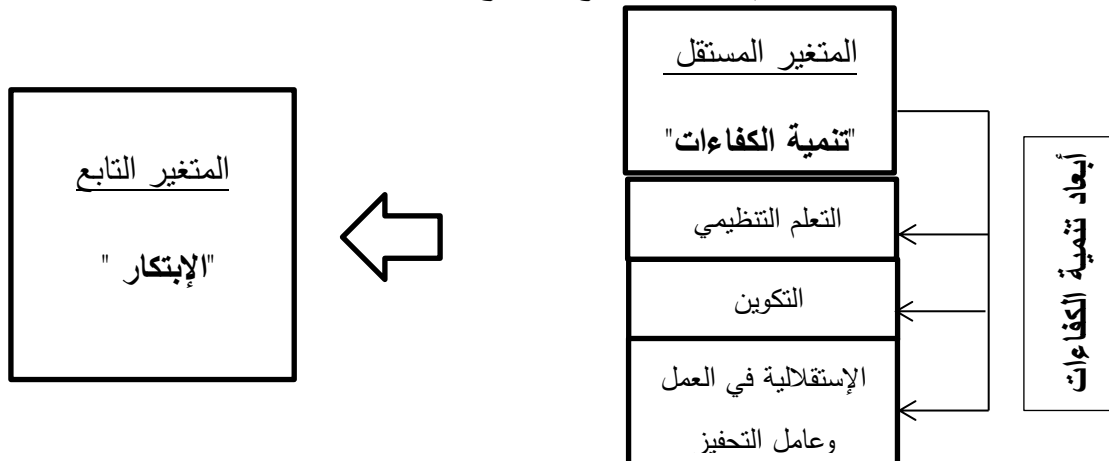 المتغير المستقل
"تنمية الكفاءات"
التعلم التنظيمي
التكوين
الإستقلالية في العمل
وعامل التحفيز
أبعاد تنمية الكفاءات
المتغير التابع
"الإبتكار "